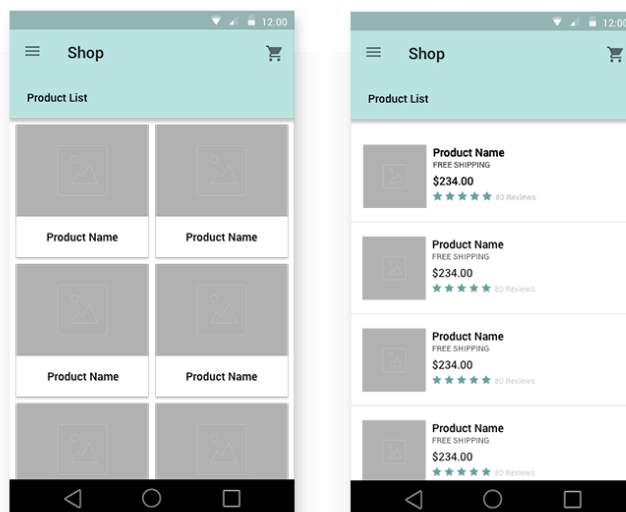 12:00
Shop
Product List
Product Name
Product Name
Product Name
Product Name
12:00
Shop
Product List
Product Name
FREE SHIPPING
$234.00
80 Reviews
Product Name
FREE SHIPPING
$234.00
80 Reviews
Product Name
FREE SHIPPING
$234.00
80 Reviews
Product Name
FREE SHIPPING
$234.00
80 Reviews